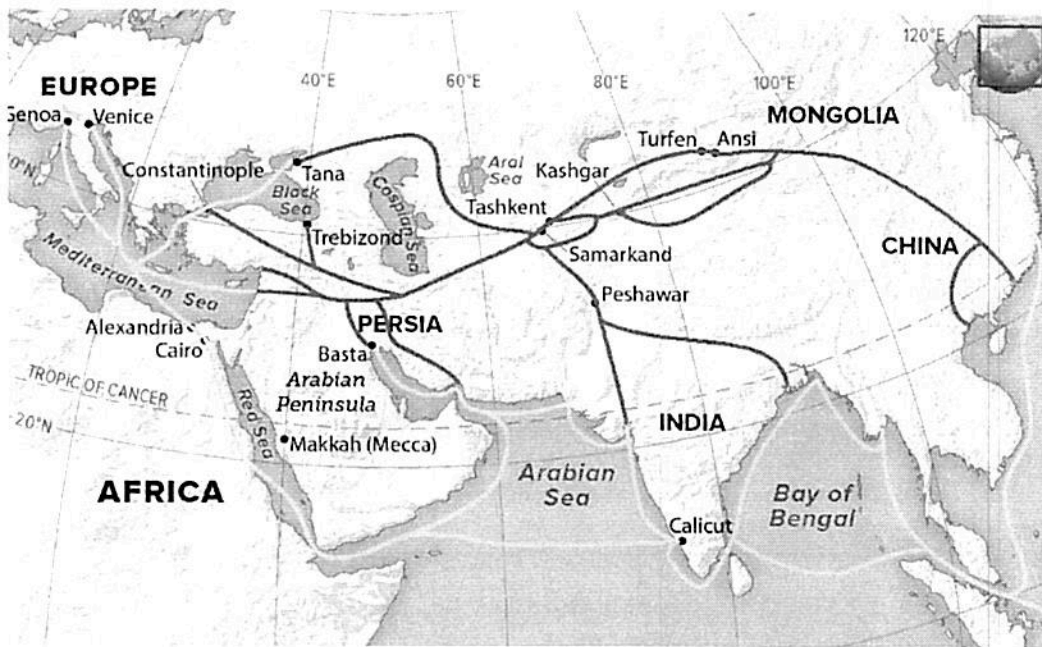 120°E
40°E
60°E
80°E
100°E
EUROPE
MONGOLIA
Genoa
Venice
Turfen
Ansi
Constantinople
Tana
Aral
Sea
Kashgar
Black
Sea
Caspian Sea
Tashkent
Trebizond
Samarkand
CHINA
Mediterranean Sea
Peshawar
Alexandria
PERSIA
Cairo
Basta
TROPIC OF CANCER
Arabian
Peninsula
INDIA
20°N
Red Sea
Makkah (Mecca)
AFRICA
Arabian
Sea
Bay of
Bengal
Calicut